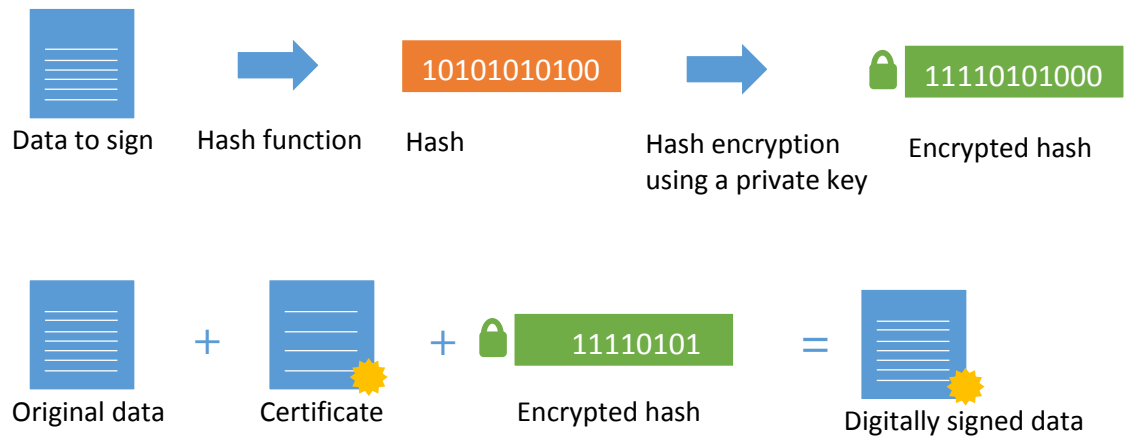 10101010100
11110101000
Data to sign
Hash function
Hash
Hash encryption
using a private key
Encrypted hash
+
+
11110101
=
Original data
Certificate
Encrypted hash
Digitally signed data